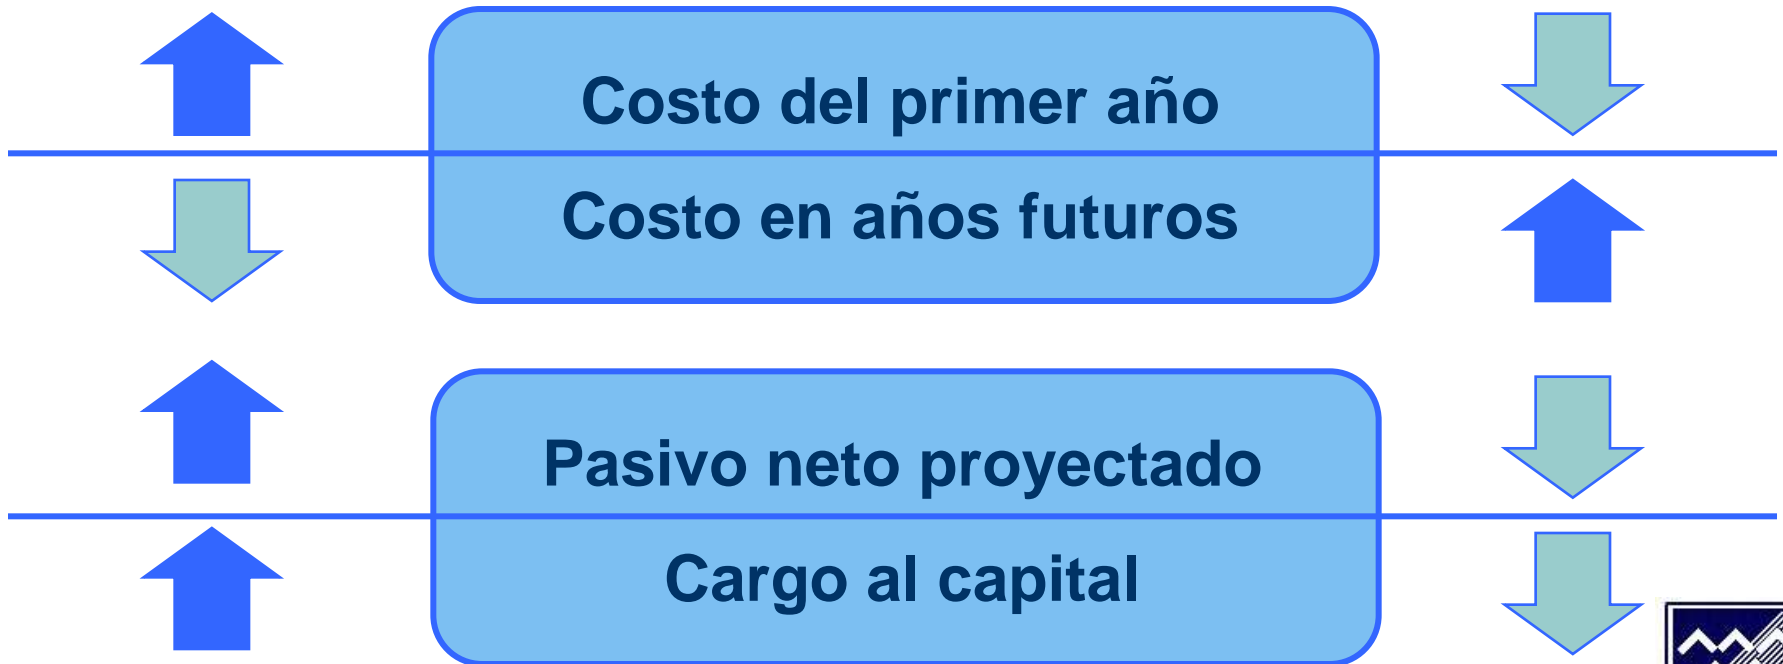 Costo del primer año
Costo en años futuros
Pasivo neto proyectado
Cargo al capital